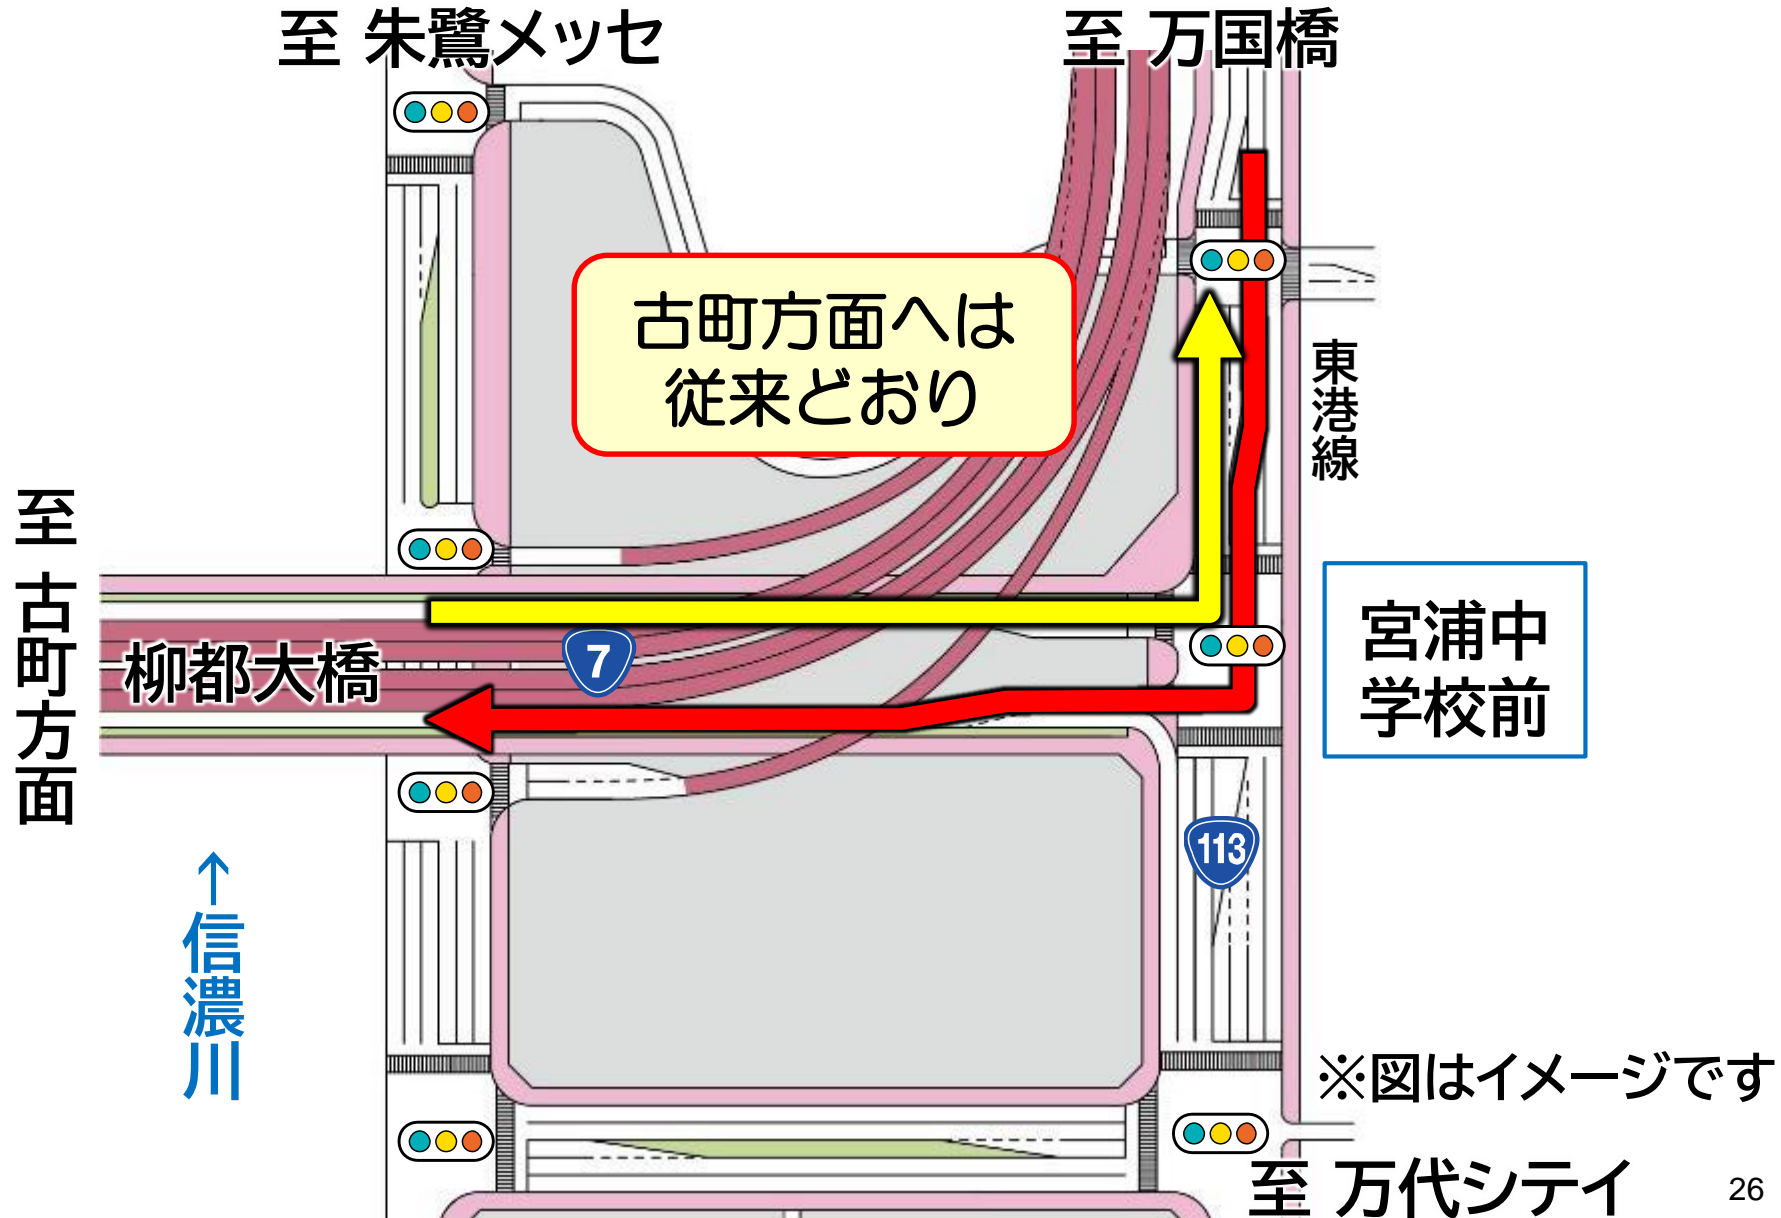 至 朱鷺メッセ
至 万国橋
古町方面へは
従来どおり
東港線
至 古町方面
柳都大橋
7
宮浦中
学校前
113
↑信濃川
※図はイメージです
至 万代シテイ
26